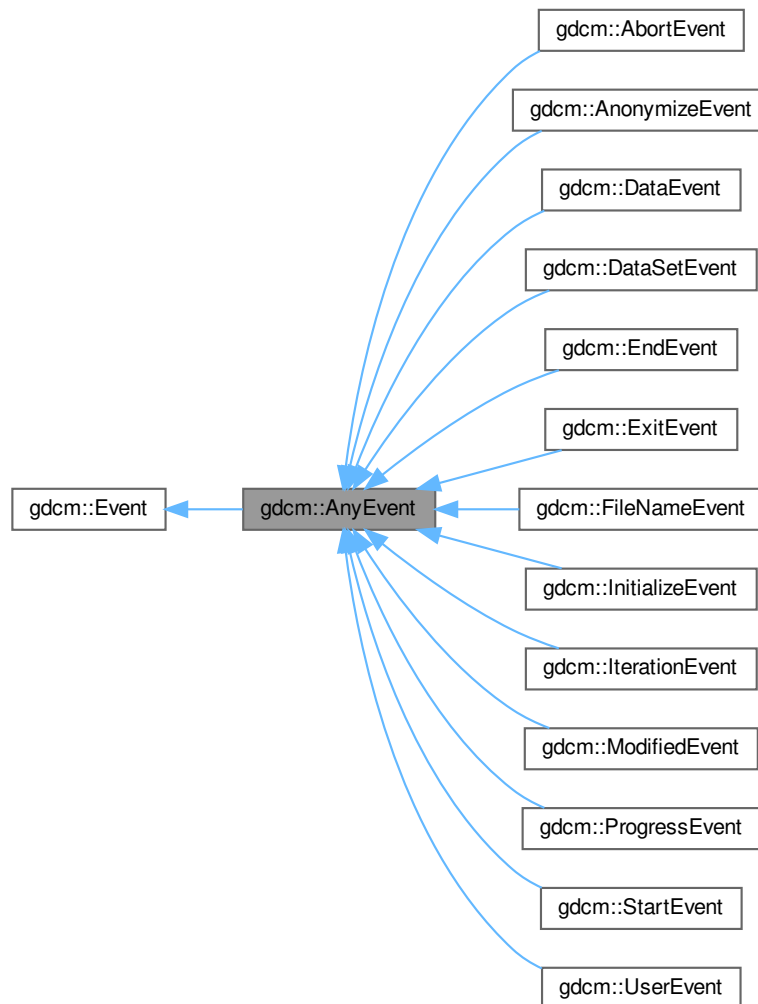 gdcm::AbortEvent
gdcm::AnonymizeEvent
gdcm::DataEvent
gdcm::DataSetEvent
gdcm::EndEvent
gdcm::ExitEvent
gdcm::Event
gdcm::AnyEvent
gdcm::FileNameEvent
gdcm::InitializeEvent
gdcm::IterationEvent
gdcm::ModifiedEvent
gdcm::ProgressEvent
gdcm::StartEvent
gdcm::UserEvent